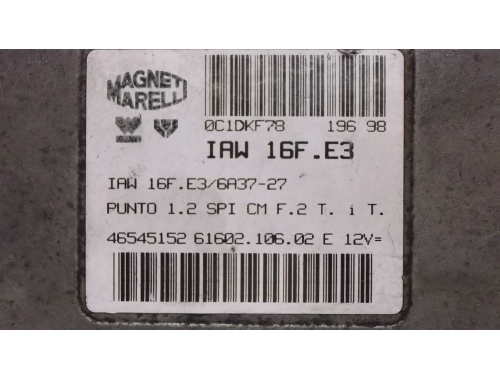 MAGNETI
MARELLI
0C1DKF78 196 98
IAW 16F.E3
IAW 16F.E3/6A37-27
PUNTO 1.2 SPI CM F.2 T. i T.
46545152 61602.106.02 E 12V=